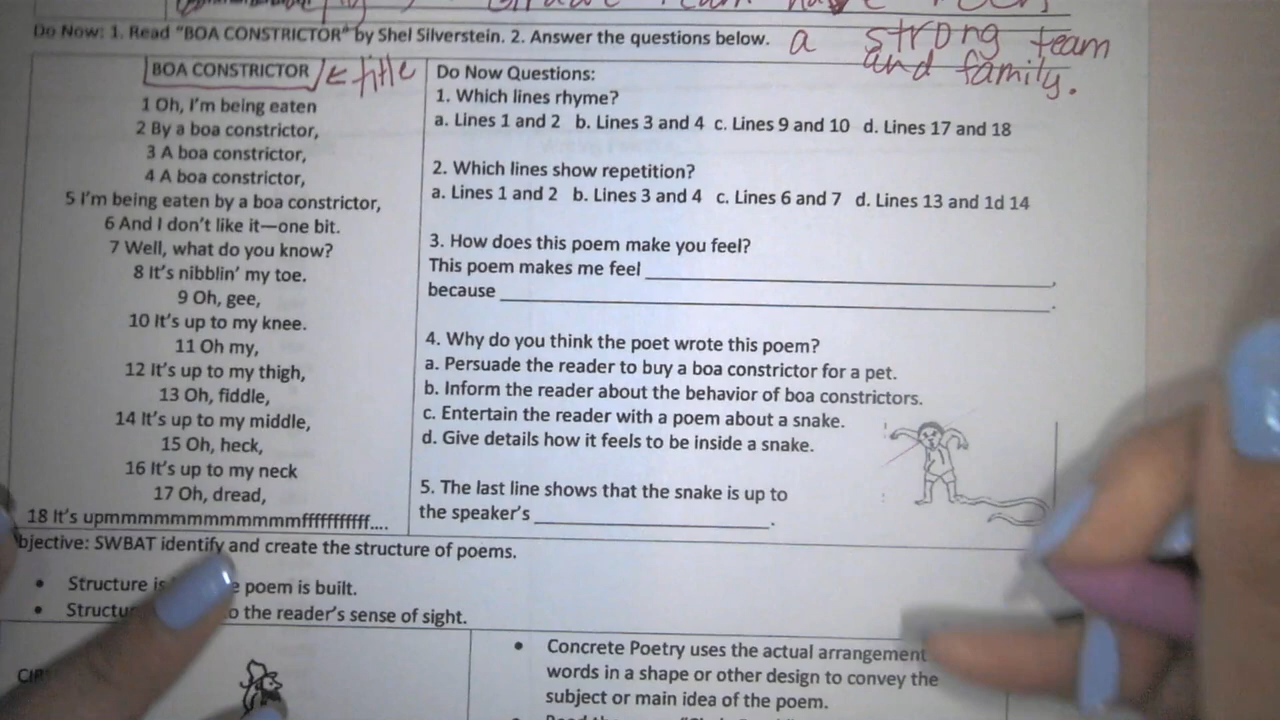 Do Now: 1. Read "BOA CONSTRICTOR" by Shel Silverstein. 2. Answer the questions below.
a strong team
and family.
BOA CONSTRICTOR ← title
1 Oh, I'm being eaten
2 By a boa constrictor,
3 A boa constrictor,
4 A boa constrictor,
5 I'm being eaten by a boa constrictor,
6 And I don't like it—one bit.
7 Well, what do you know?
8 It's nibblin' my toe.
9 Oh, gee,
10 It's up to my knee.
11 Oh my,
12 It's up to my thigh,
13 Oh, fiddle,
14 It's up to my middle,
15 Oh, heck,
16 It's up to my neck
17 Oh, dread,
18 It's upmmmmmmmmmmmmmfffffffffff....
Do Now Questions:
1. Which lines rhyme?
a. Lines 1 and 2 b. Lines 3 and 4 c. Lines 9 and 10 d. Lines 17 and 18
2. Which lines show repetition?
a. Lines 1 and 2 b. Lines 3 and 4 c. Lines 6 and 7 d. Lines 13 and 1d 14
3. How does this poem make you feel?
This poem makes me feel ,
because .
4. Why do you think the poet wrote this poem?
a. Persuade the reader to buy a boa constrictor for a pet.
b. Inform the reader about the behavior of boa constrictors.
c. Entertain the reader with a poem about a snake.
d. Give details how it feels to be inside a snake.
5. The last line shows that the snake is up to
the speaker's .
bjective: SWBAT identify and create the structure of poems.
• Structure is poem is built.
• the reader's sense of sight.
• Concrete Poetry uses the actual arrangement
words in a shape or other design to convey the
subject or main idea of the poem.